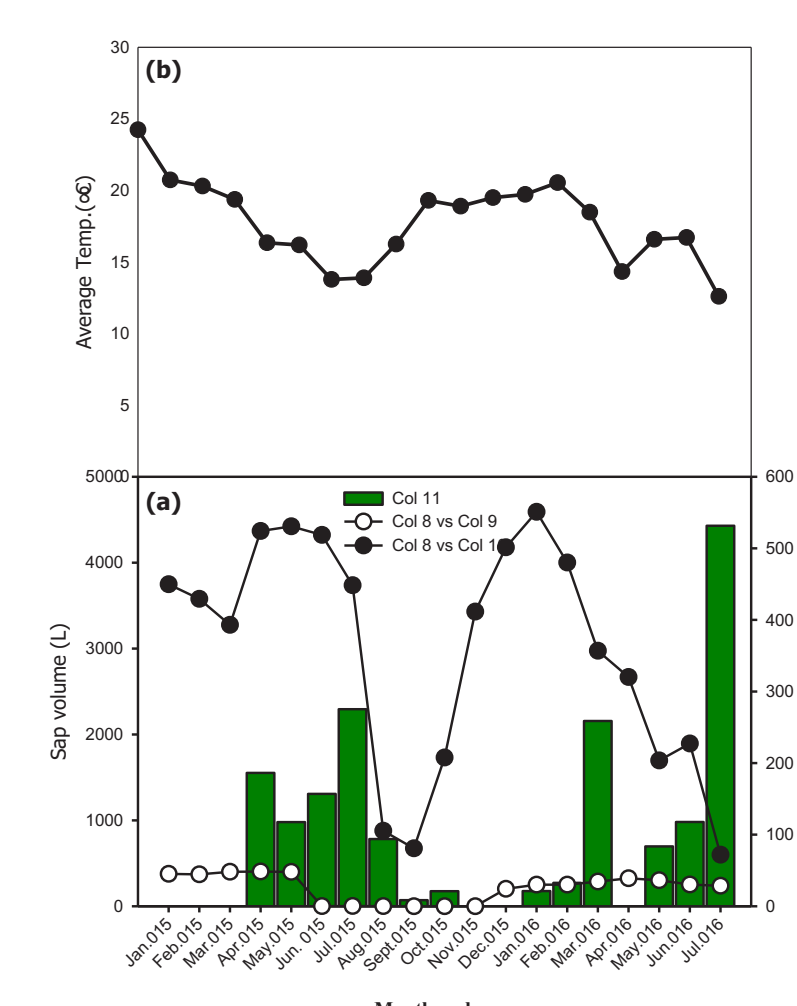 30
(b)
25
20
15
10
5
0
Average Temp.(∞C)
5000
600
(a)
Col 11
Col 8 vs Col 9
Col 8 vs Col 1
500
4000
400
3000
300
2000
200
1000
100
0
0
Sap volume (L)
Jan.015
Feb.015
Mar.015
Apr.015
May.015
Jun. 015
Jul.015
Aug.015
Sept.015
Oct.015
Nov.015
Dec.015
Jan.016
Feb.016
Mar.016
Apr.016
May.016
Jun.016
Jul.016